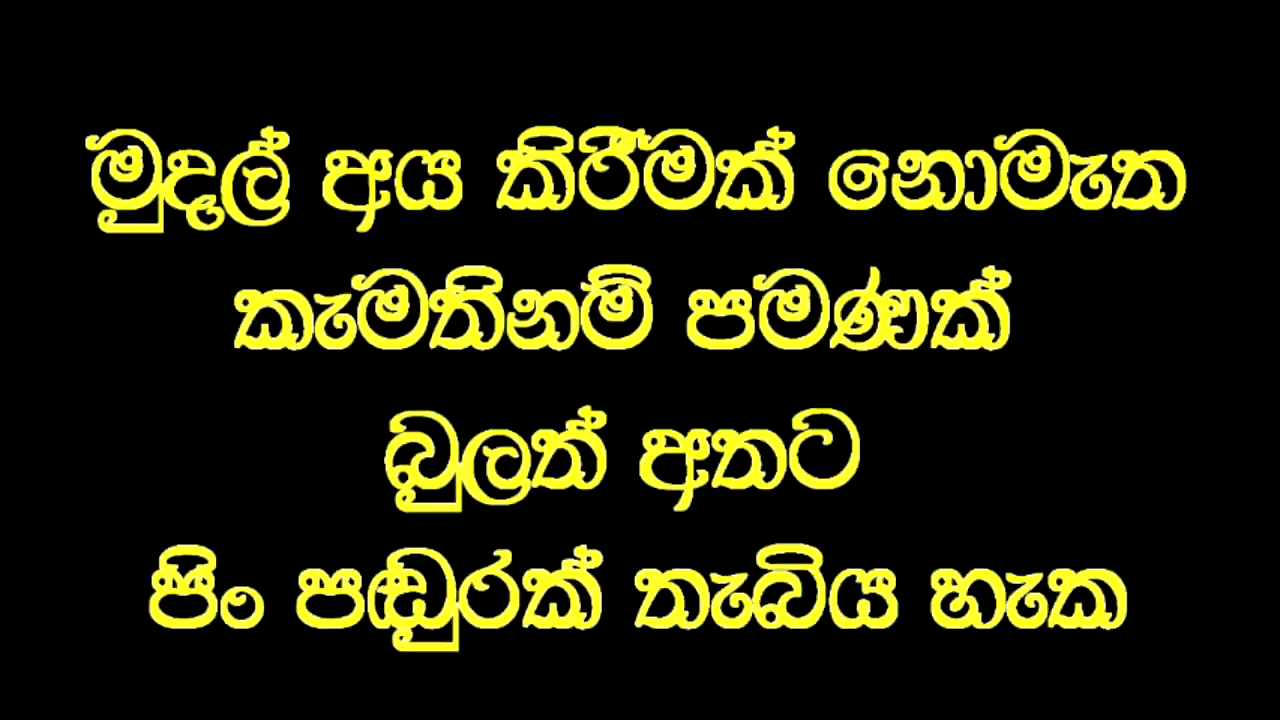 මුදල් අය කිරීමක් නොමැත
කැමතිනම් පමණක්
බුලත් අතට
පිං පඬුරක් තැබිය හැක